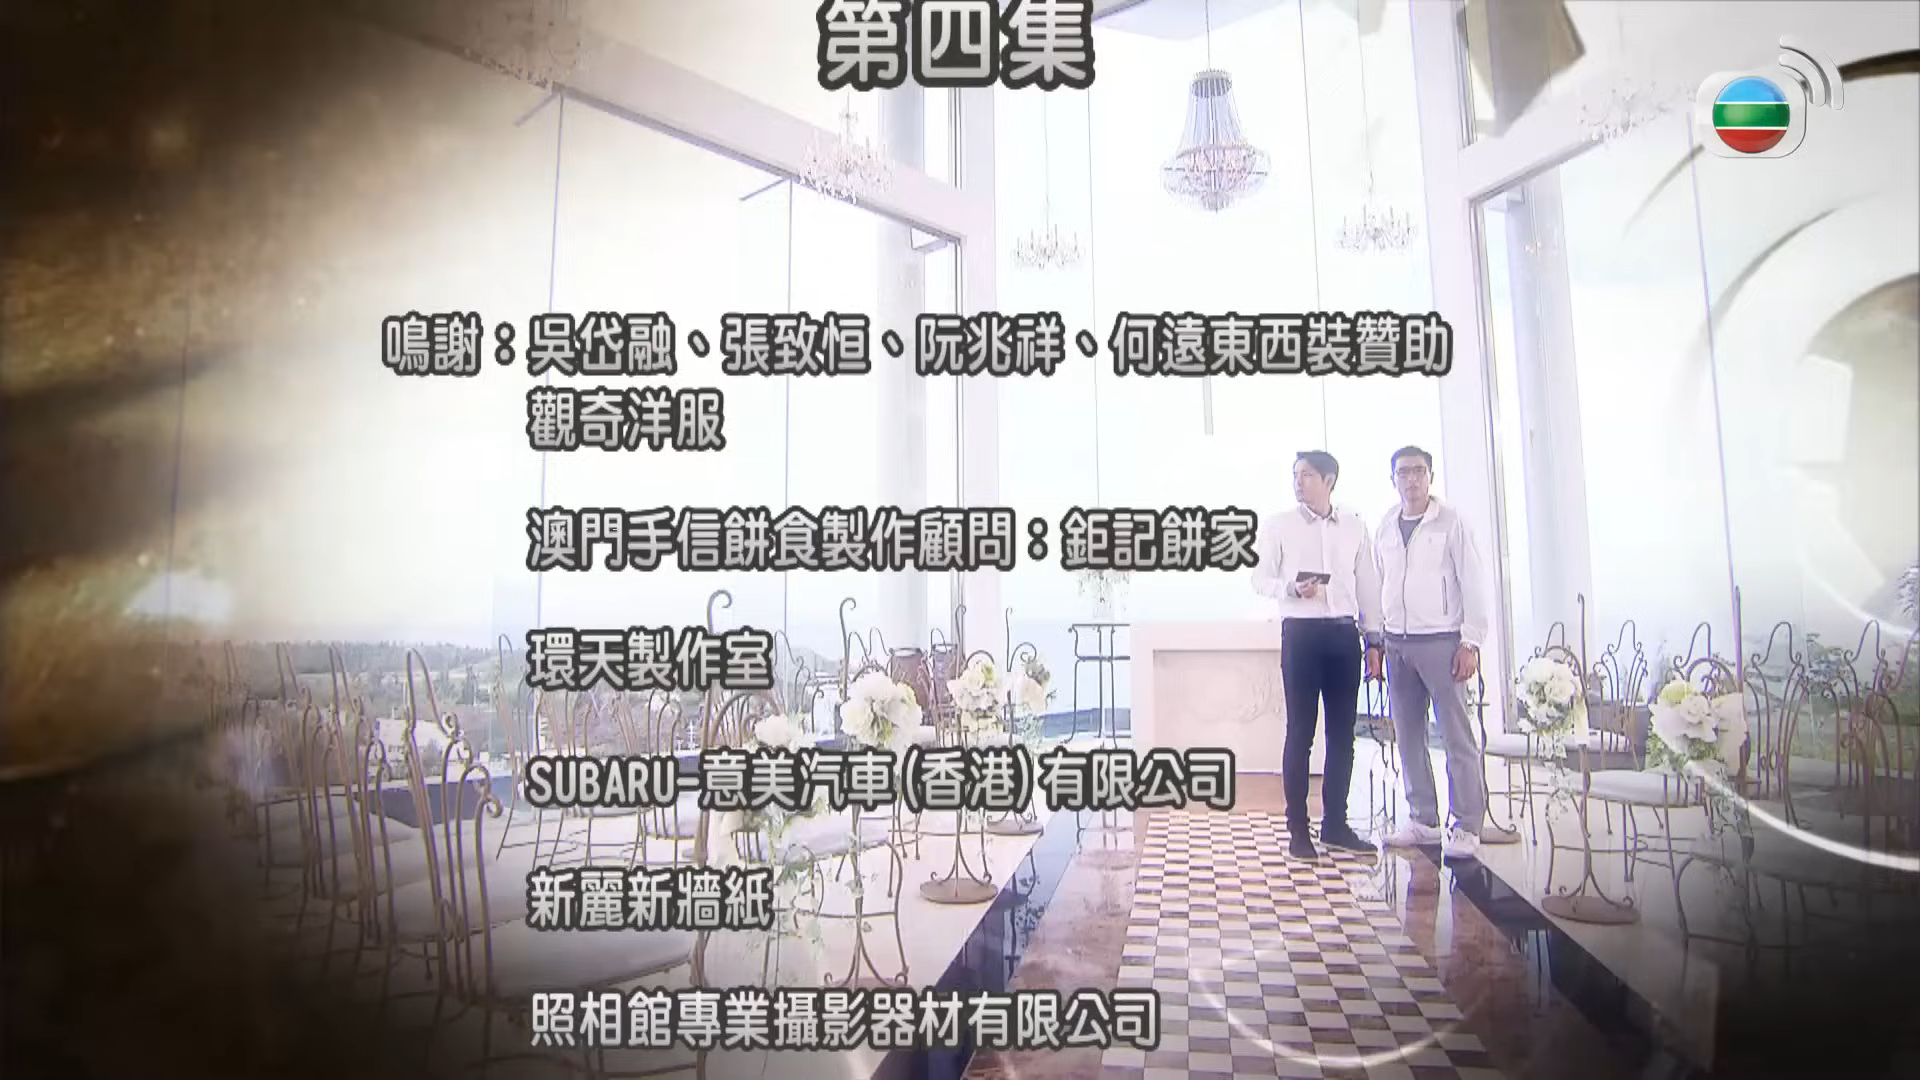 第四集
鳴謝：吳岱融、張致恒、阮兆祥、何遠東西裝贊助
觀奇洋服
澳門手信餅食製作顧問：鉅記餅家
環天製作室
SUBARU-意美汽車(香港)有限公司
新麗新牆紙
照相館專業攝影器材有限公司